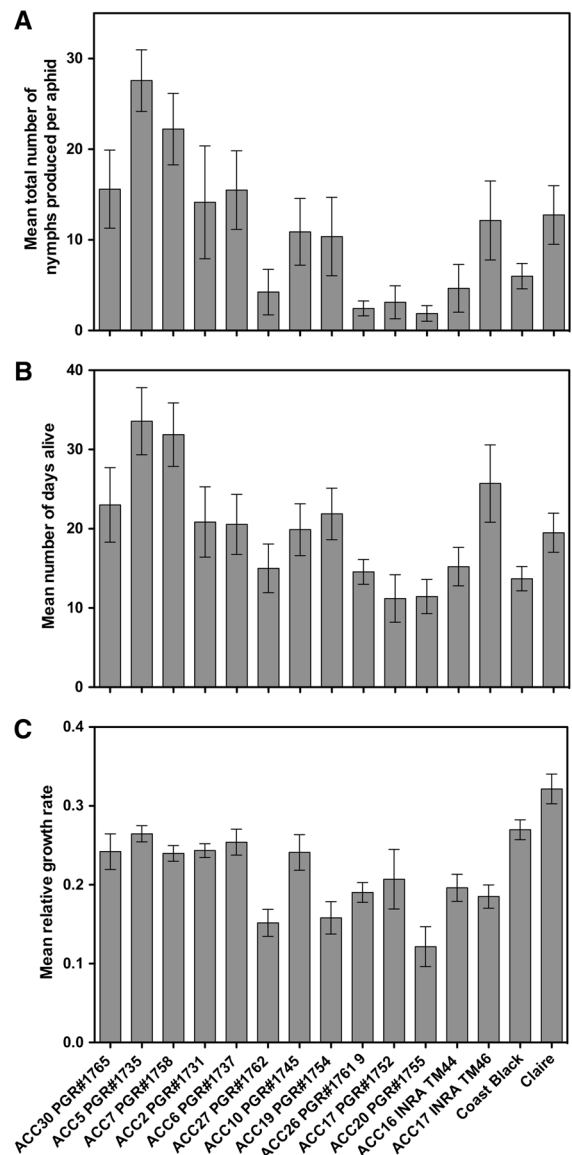 A
Mean total number of
nymphs produced per aphid
30
20
10
0
B
Mean number of days alive
40
30
20
10
0
C
Mean relative growth rate
0.4
0.3
0.2
0.1
0.0
ACC30 PGR#1765
ACC5 PGR#1735
ACC7 PGR#1758
ACC2 PGR#1731
ACC6 PGR#1737
ACC27 PGR#1762
ACC10 PGR#1745
ACC19 PGR#1754
ACC26 PGR#1761 9
ACC17 PGR#1752
ACC20 PGR#1755
ACC16 INRA TM44
ACC17 INRA TM46
Coast Black
Claire